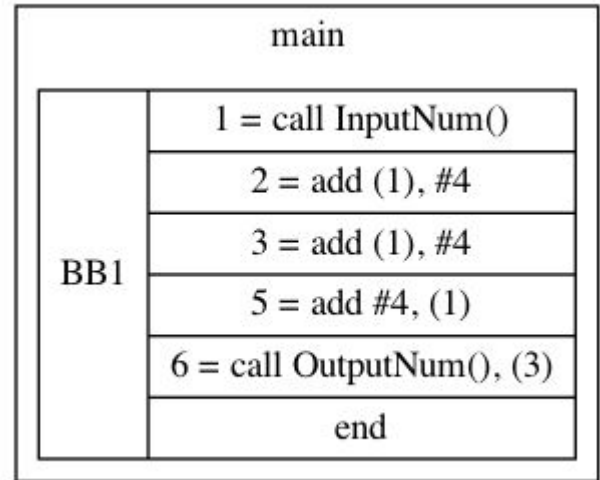 main
BB1
1 = call InputNum()
2 = add (1), #4
3 = add (1), #4
5 = add #4, (1)
6 = call OutputNum(), (3)
end